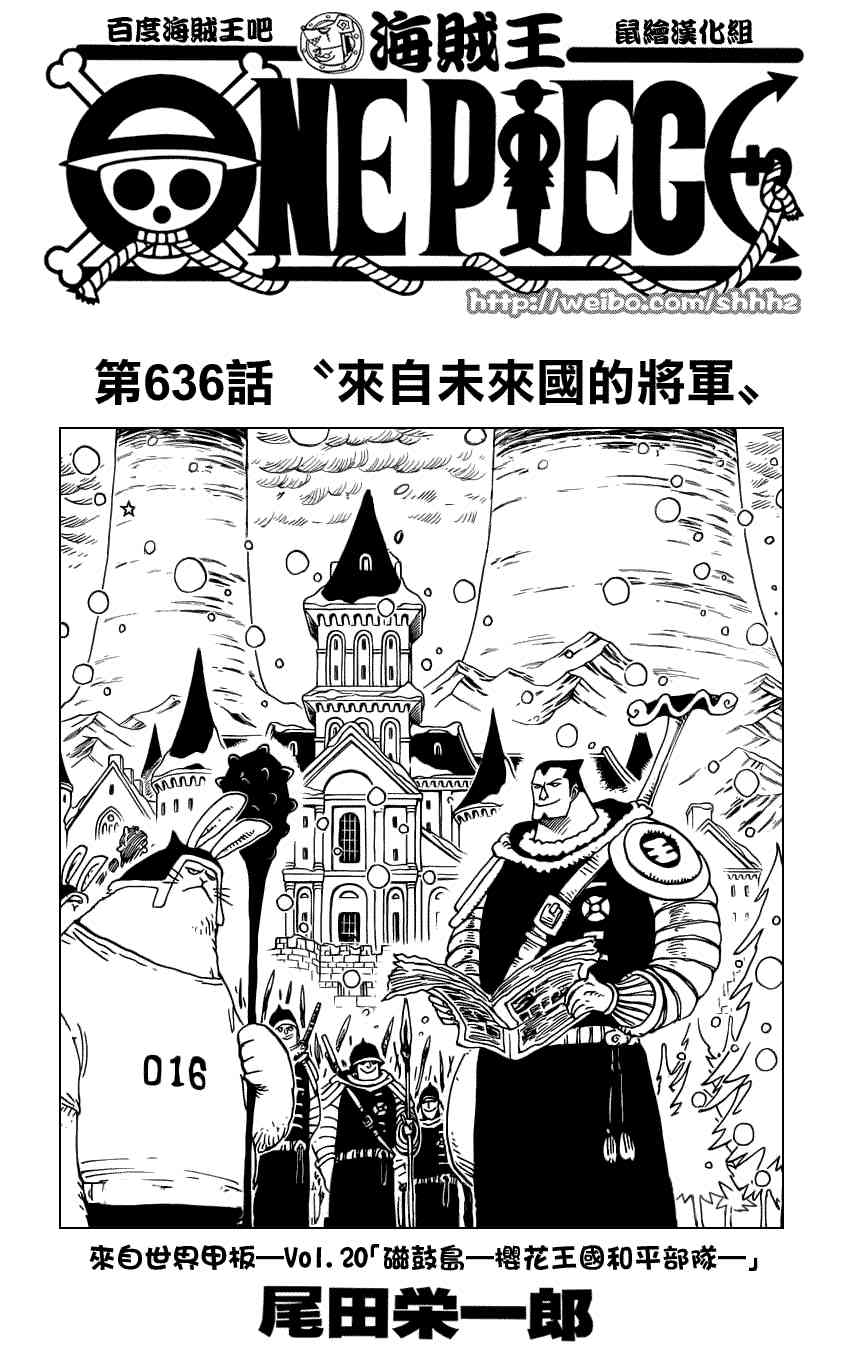 百度海賊王吧
海賊王
鼠繪漢化組
ONE PIECE
http://weibo.com/shhhz
第636話 〝來自未來國的將軍〟
016
來自世界甲板—Vol.20「磁鼓島—櫻花王國和平部隊—」
尾田栄一郎